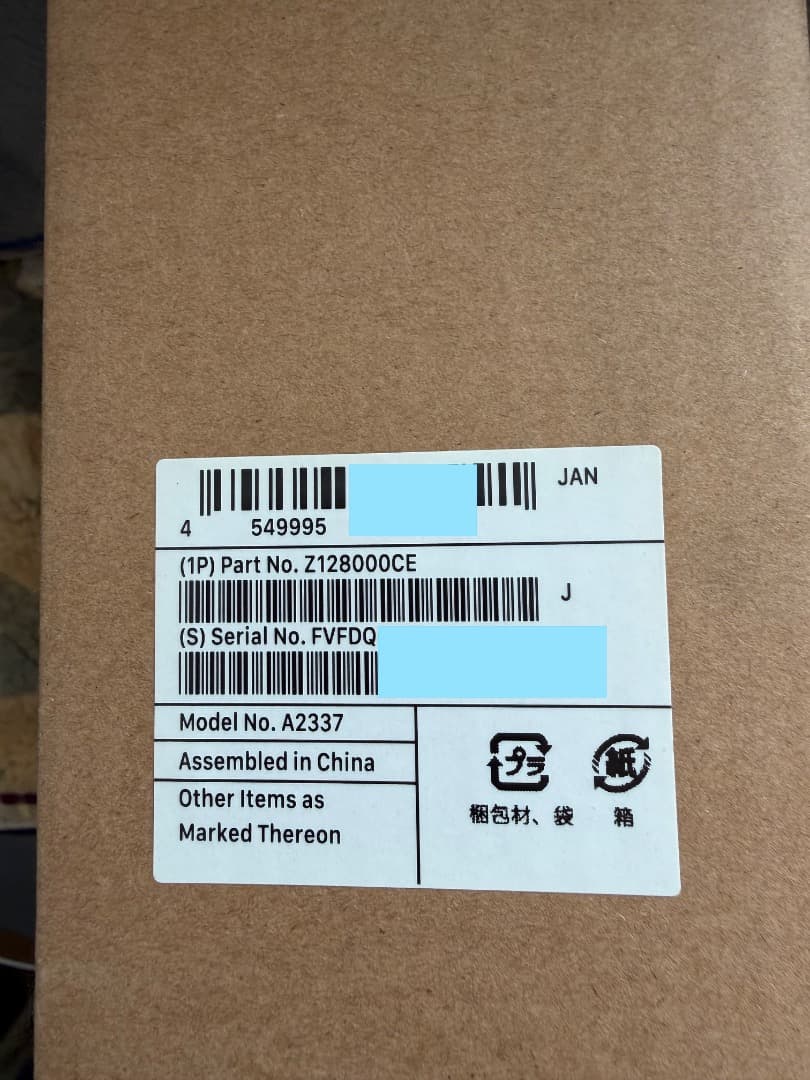 JAN
4 549995
(1P) Part No. Z128000CE
J
(S) Serial No. FVFDQ
Model No. A2337
Assembled in China
Other Items as
Marked Thereon
プラ 紙
梱包材、袋 箱